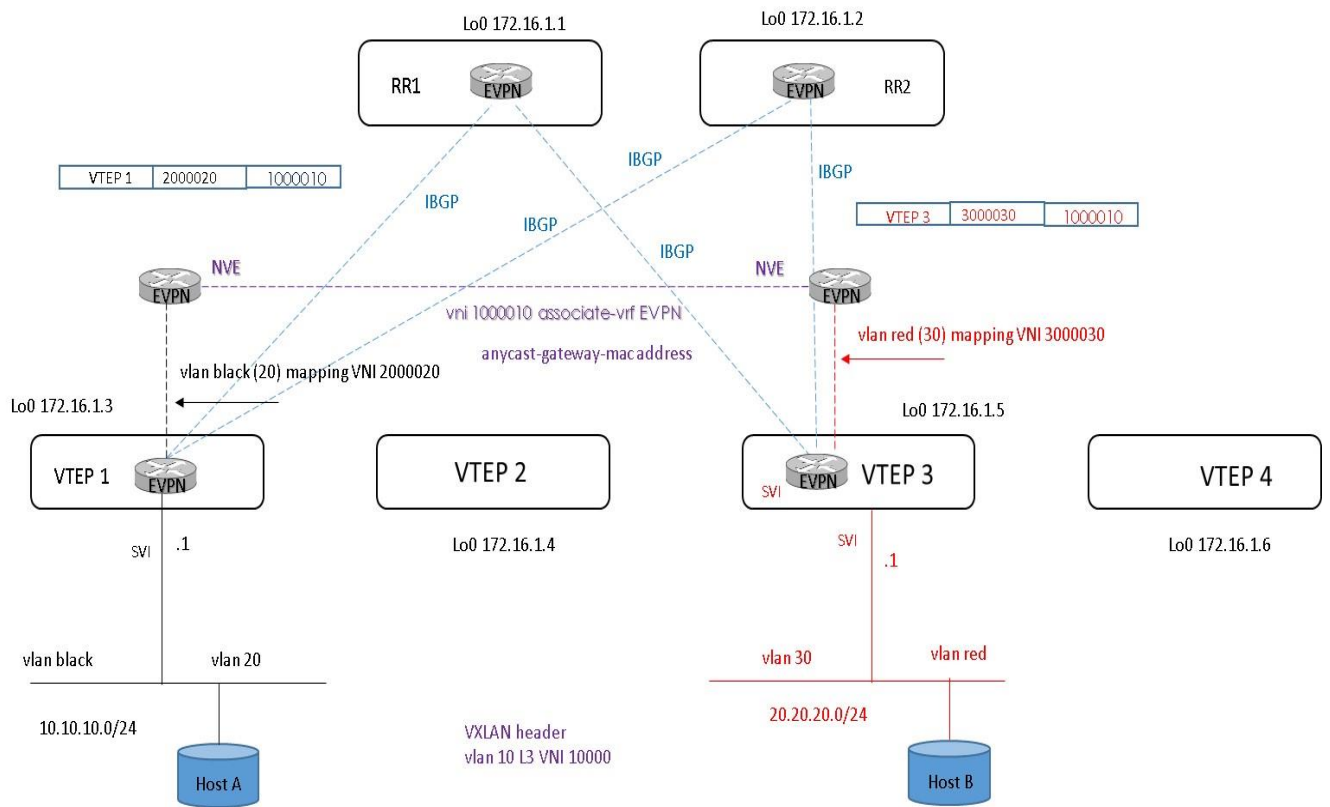 Lo0 172.16.1.1
Lo0 172.16.1.2
RR1
EVPN
EVPN
RR2
VTEP 1 2000020 1000010
IBGP
IBGP
IBGP
IBGP
VTEP 3 3000030 1000010
NVE
NVE
EVPN
EVPN
vni 1000010 associate-vrf EVPN
anycast-gateway-mac address
vlan red (30) mapping VNI 3000030
vlan black (20) mapping VNI 2000020
Lo0 172.16.1.3
Lo0 172.16.1.5
VTEP 1
EVPN
VTEP 2
SVI
EVPN
VTEP 3
VTEP 4
SVI
.1
Lo0 172.16.1.4
SVI
.1
Lo0 172.16.1.6
vlan black
vlan 20
vlan 30
vlan red
10.10.10.0/24
20.20.20.0/24
VXLAN header
vlan 10 L3 VNI 10000
Host A
Host B